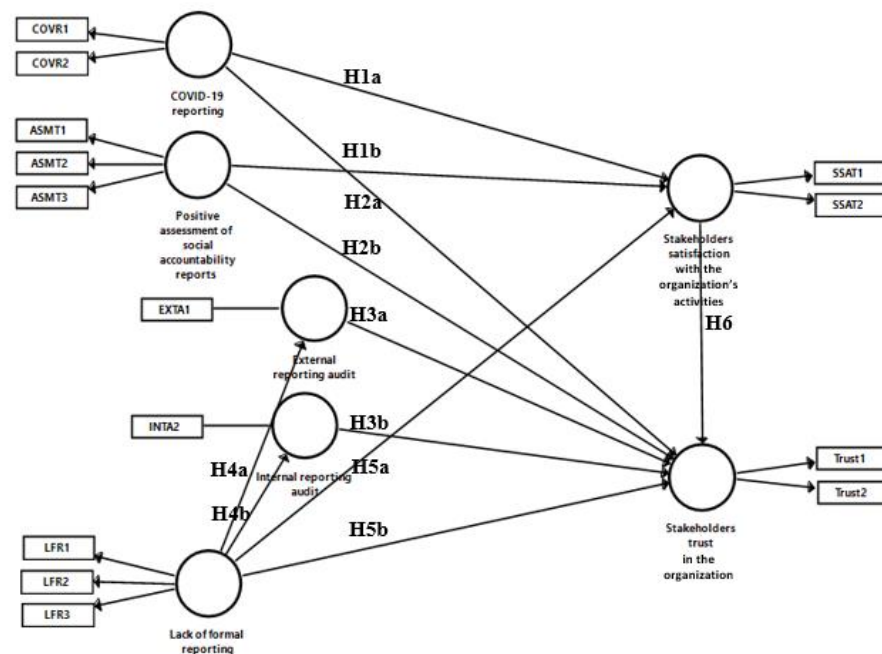 COVR1
COVR2
COVID-19
reporting
H1a
ASMT1
ASMT2
ASMT3
H1b
H2a
Positive
assessment of
social
accountability
reports
H2b
SSAT1
SSAT2
Stakeholders
satisfaction
with the
organization's
activities
EXTA1
H3a
H6
External
reporting audit
INTA2
H3b
Internal reporting
audit
H4a
H5a
H4b
Trust1
Trust2
H5b
Stakeholders
trust
in the
organization
LFR1
LFR2
LFR3
Lack of formal
reporting